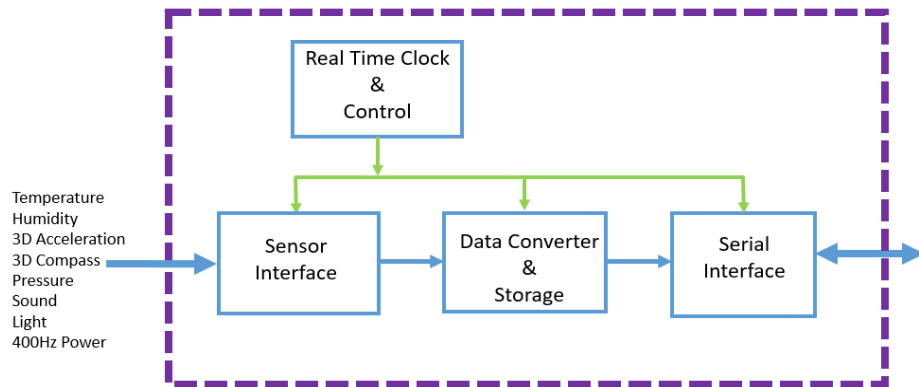 Real Time Clock
&
Control
Temperature
Humidity
3D Acceleration
3D Compass
Pressure
Sound
Light
400Hz Power
Sensor
Interface
Data Converter
&
Storage
Serial
Interface